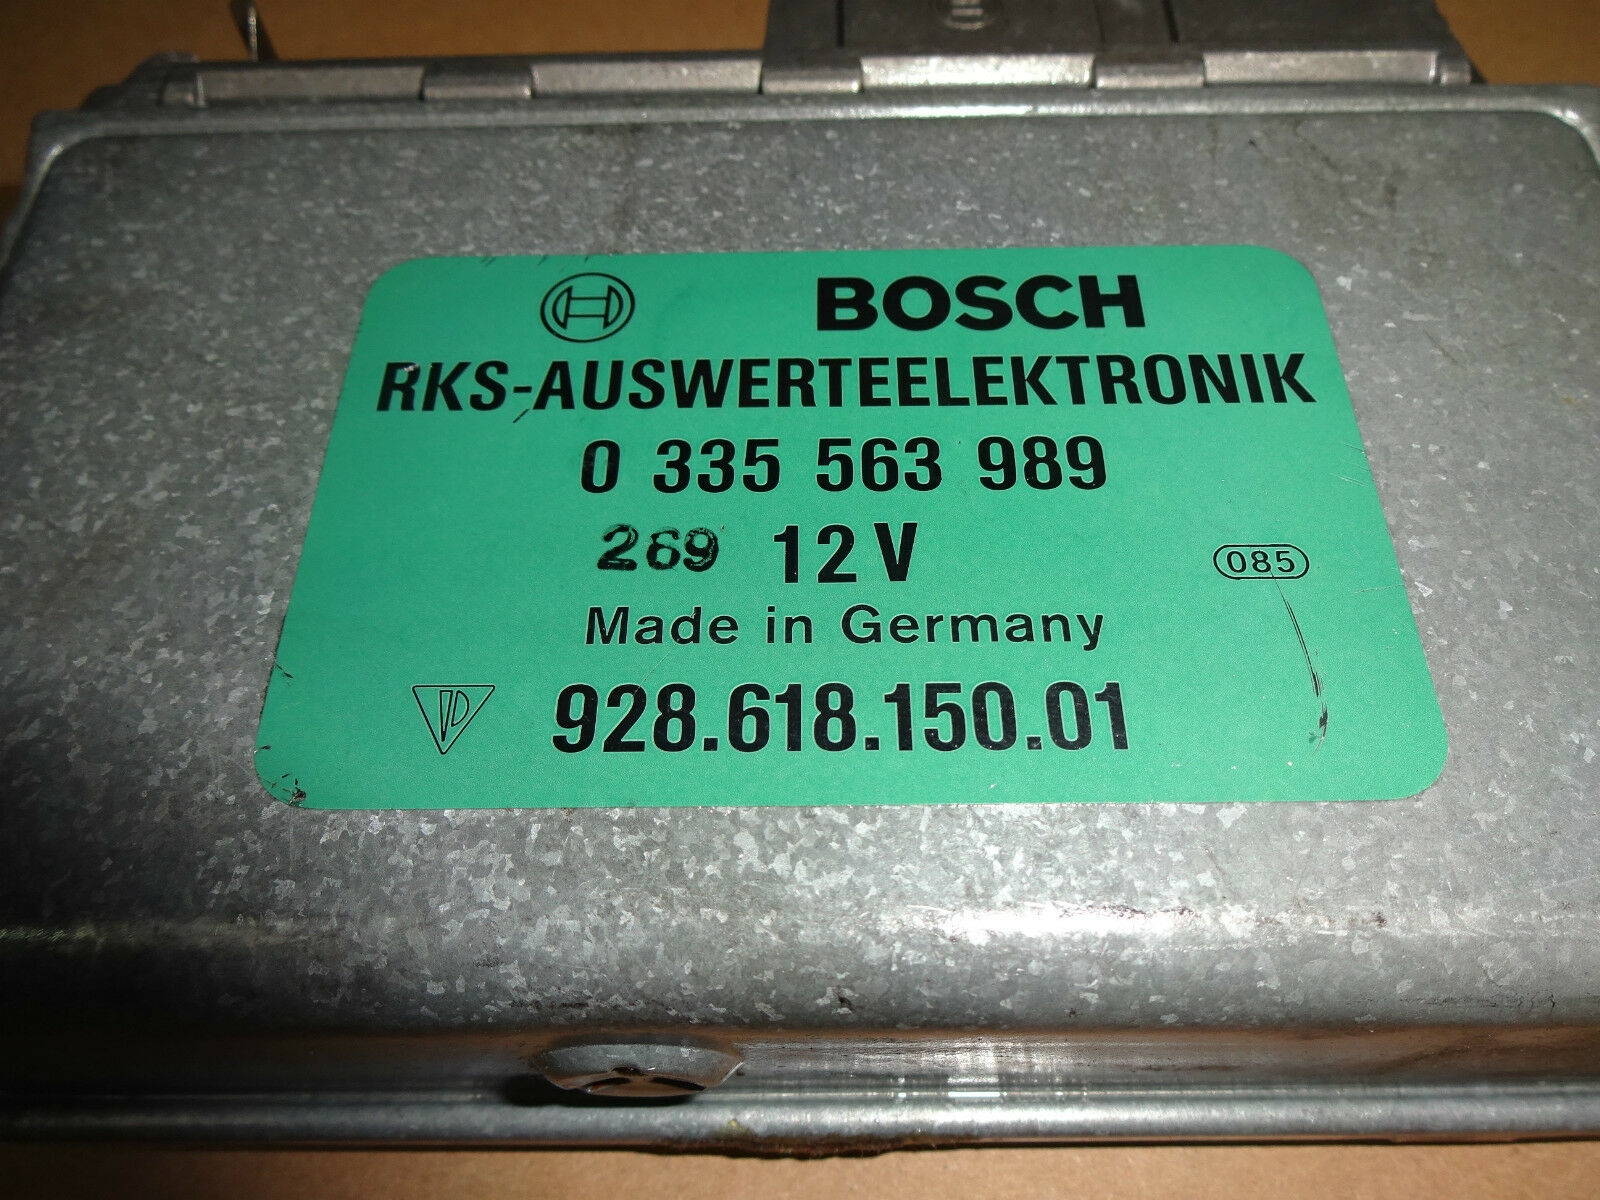 BOSCH
RKS-AUSWERTEELEKTRONIK
0 335 563 989
269 12 V
085
Made in Germany
928.618.150.01